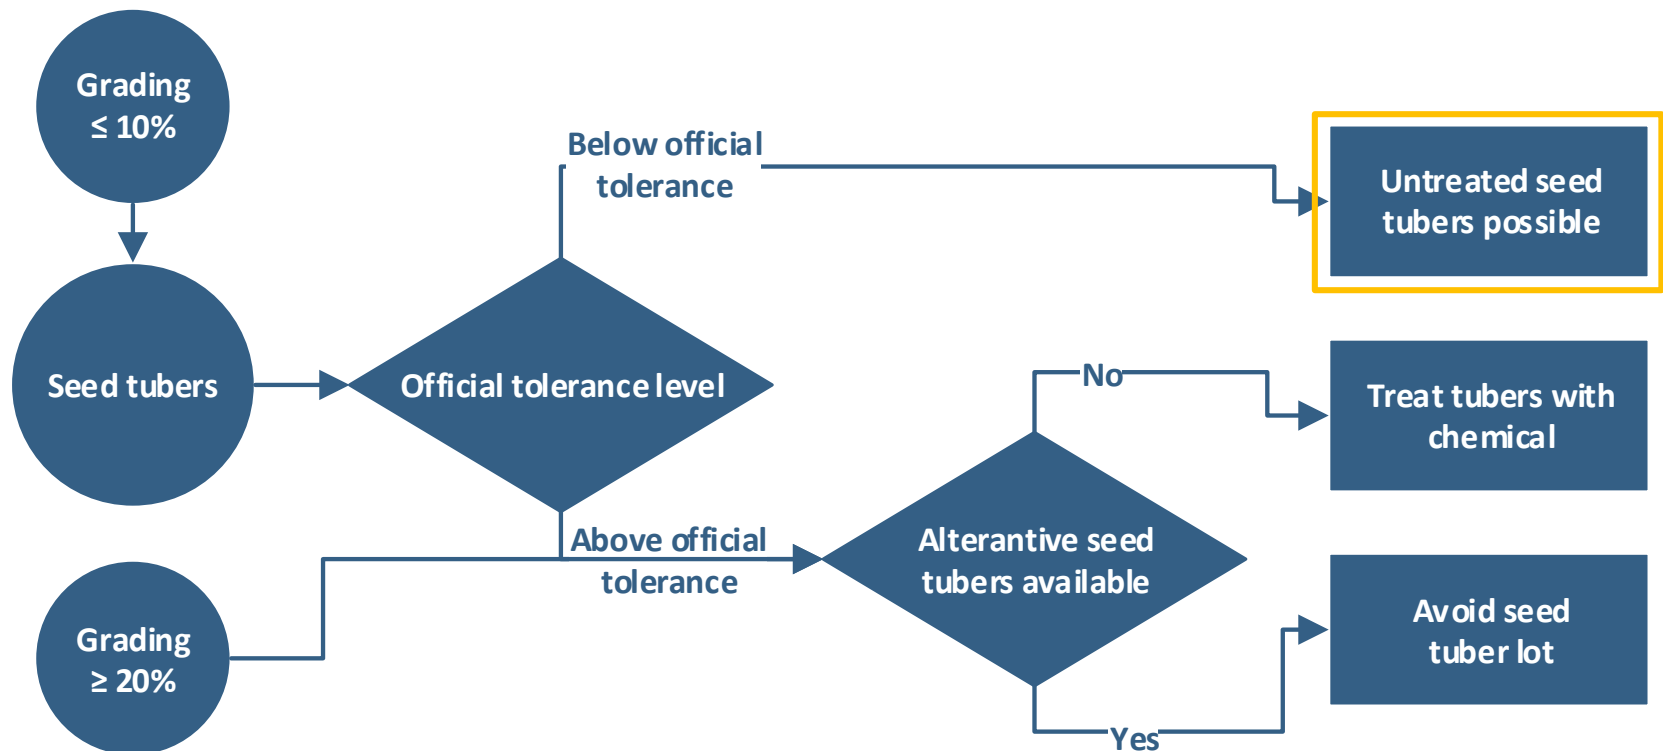 Grading
≤ 10%
Below official
tolerance
Untreated seed
tubers possible
Seed tubers
Official tolerance level
No
Treat tubers with
chemical
Above official
tolerance
Alterantive seed
tubers available
Grading
≥ 20%
Avoid seed
tuber lot
Yes